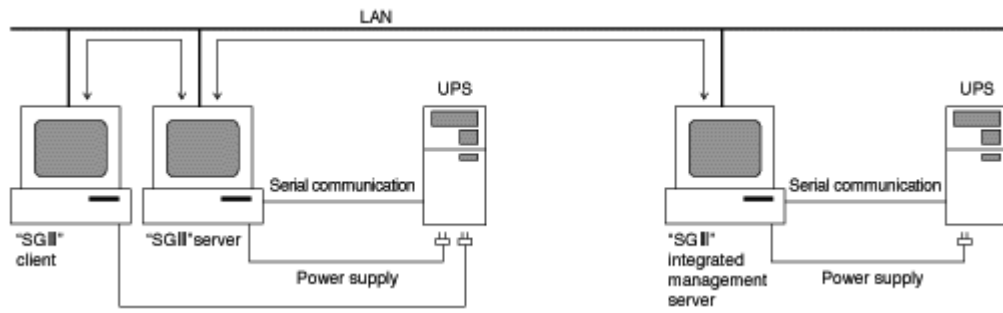 LAN
UPS
UPS
Serial communication
Serial communication
"SGⅢ"
client
"SGⅢ"server
Power supply
"SGⅢ"
integrated
management
server
Power supply